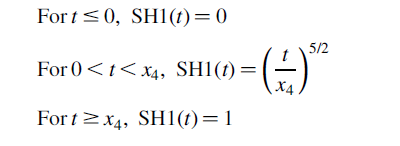 For t ≤ 0, SH1(t) = 0
For 0 < t < x₄, SH1(t) = (t/x₄)^5/2
For t ≥ x₄, SH1(t) = 1